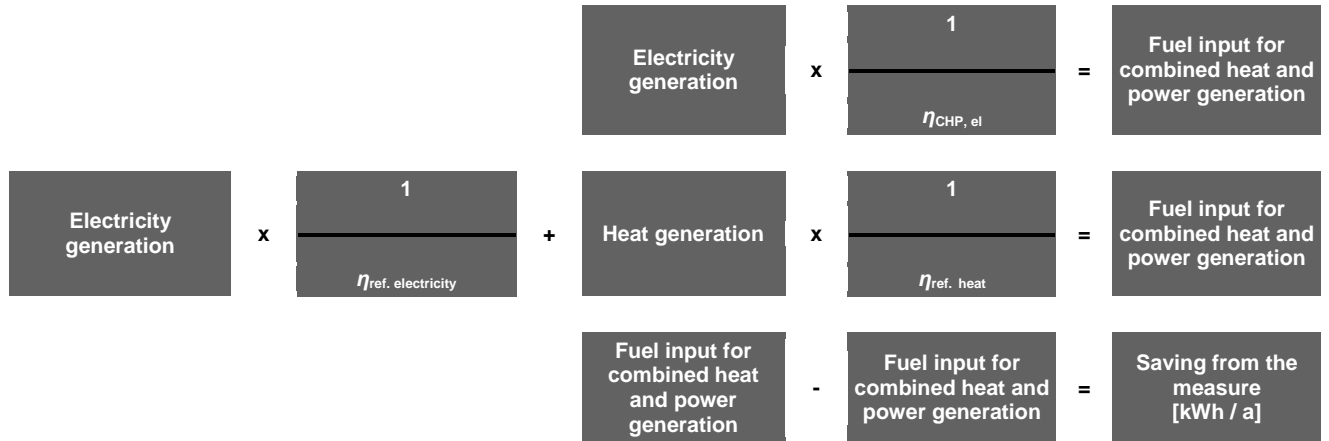 Electricity generation x 1 / ηCHP, el = Fuel input for combined heat and power generation
Electricity generation x 1 / ηref. electricity + Heat generation x 1 / ηref. heat = Fuel input for combined heat and power generation
Fuel input for combined heat and power generation - Fuel input for combined heat and power generation = Saving from the measure [kWh / a]